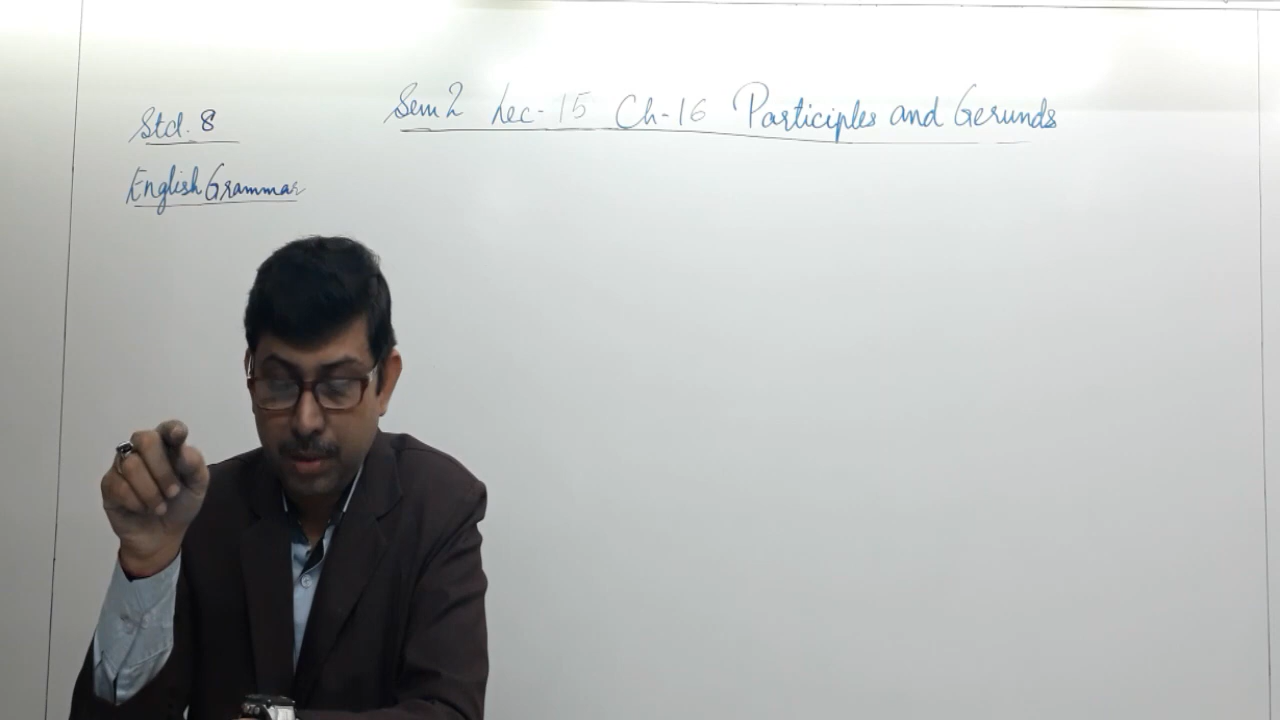 Sem 2 Lec-15 Ch-16 Participles and Gerunds
Std. 8
English Grammar